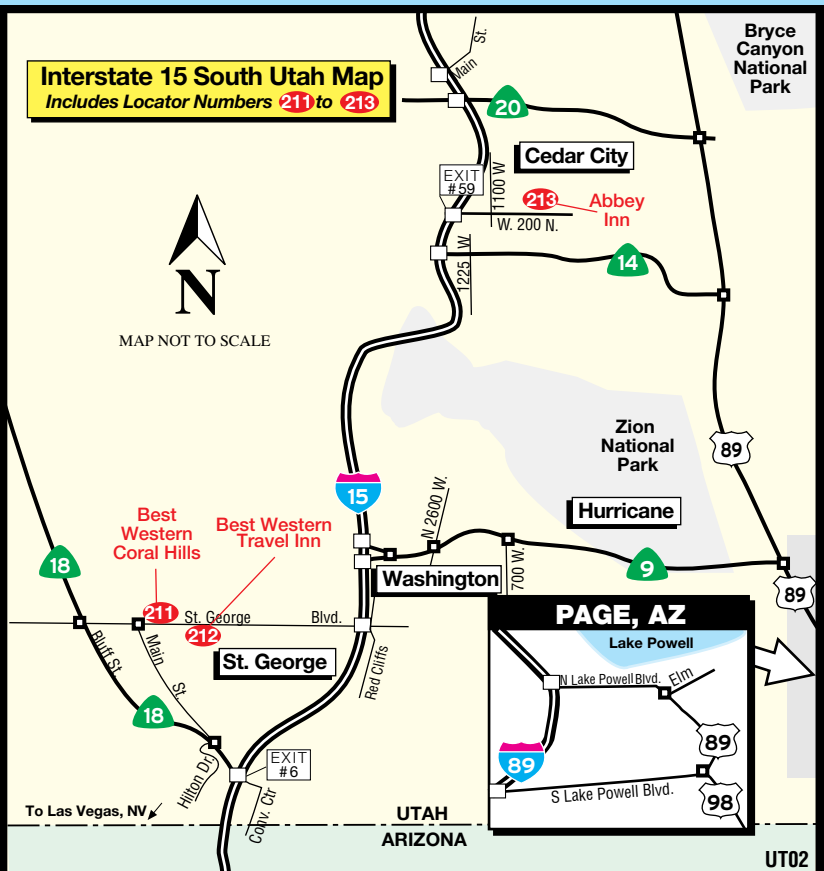 Interstate 15 South Utah Map
Includes Locator Numbers 211 to 213
Main St.
Bryce
Canyon
National
Park
20
Cedar City
EXIT
#59
1100 W
213
Abbey
Inn
W. 200 N.
1225 W
14
N
MAP NOT TO SCALE
Zion
National
Park
89
15
Hurricane
N 2600 W.
700 W.
9
89
Best
Western
Coral Hills
Best Western
Travel Inn
18
Washington
211
St. George Blvd.
212
Bluff St.
Main St.
St. George
Red Cliffs
18
Hilton Dr.
EXIT
#6
Conv. Ctr
To Las Vegas, NV
UTAH
ARIZONA
PAGE, AZ
Lake Powell
N Lake Powell Blvd.
Elm
89
89
S Lake Powell Blvd.
98
UT02